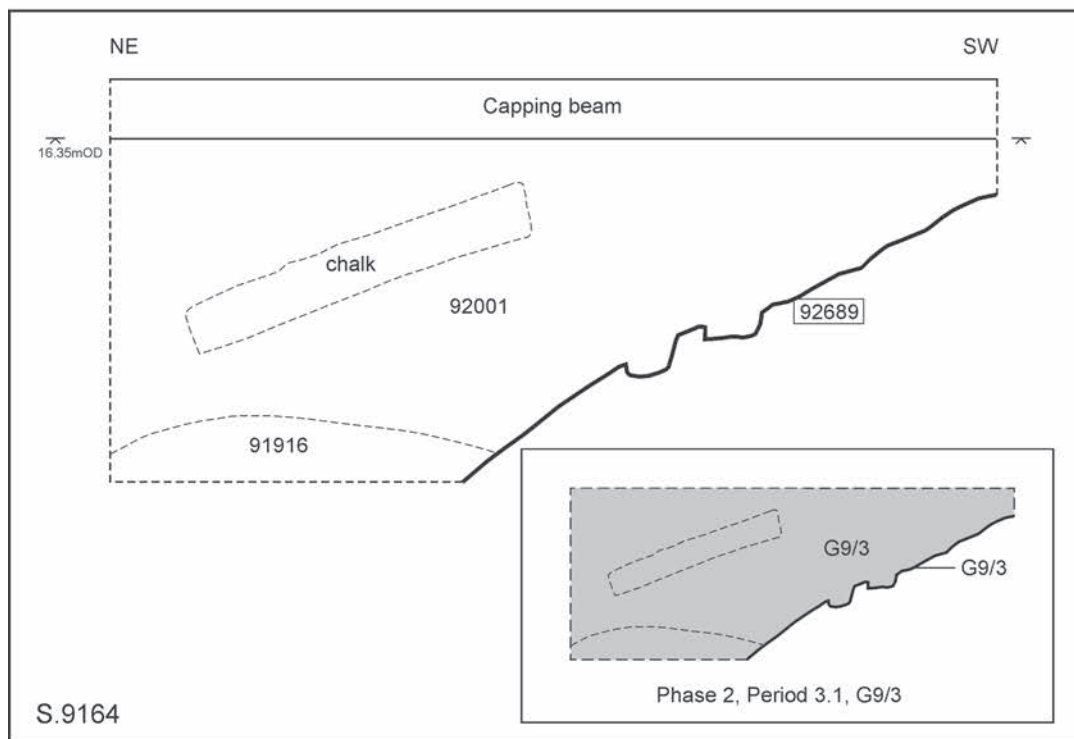 NE
SW
Capping beam
16.35mOD
chalk
92001
92689
91916
G9/3
G9/3
Phase 2, Period 3.1, G9/3
S.9164